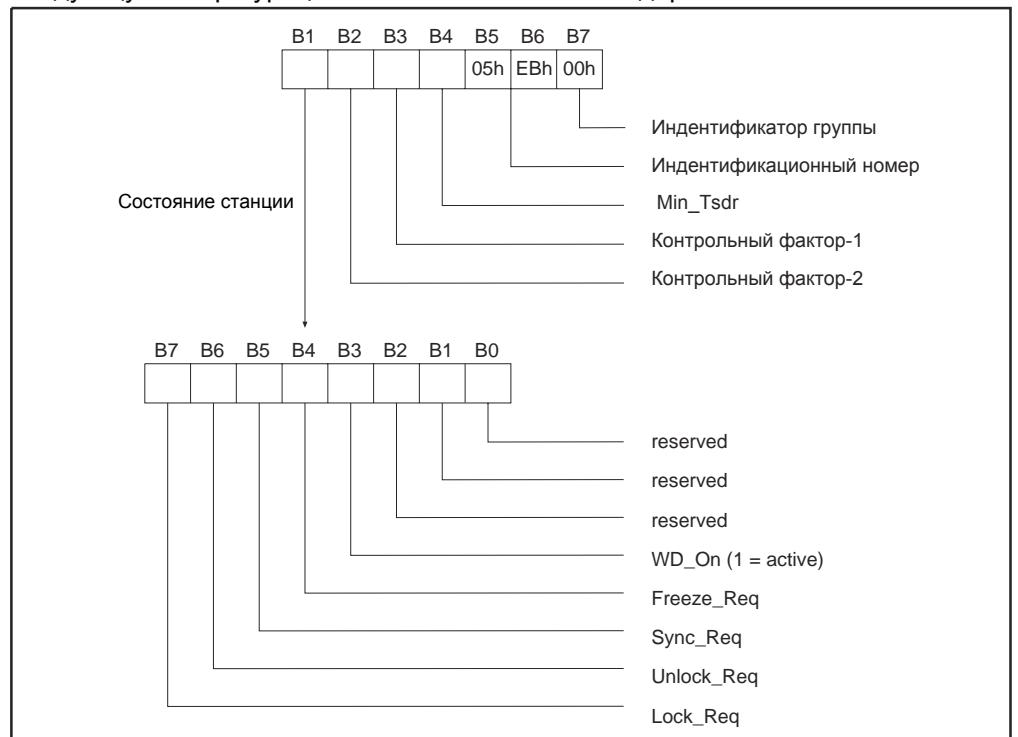 B1 B2 B3 B4 B5 B6 B7
05h EBh 00h
Индентификатор группы
Индентификационный номер
Состояние станции
Min_Tsdr
Контрольный фактор-1
Контрольный фактор-2
B7 B6 B5 B4 B3 B2 B1 B0
reserved
reserved
reserved
WD_On (1 = active)
Freeze_Req
Sync_Req
Unlock_Req
Lock_Req